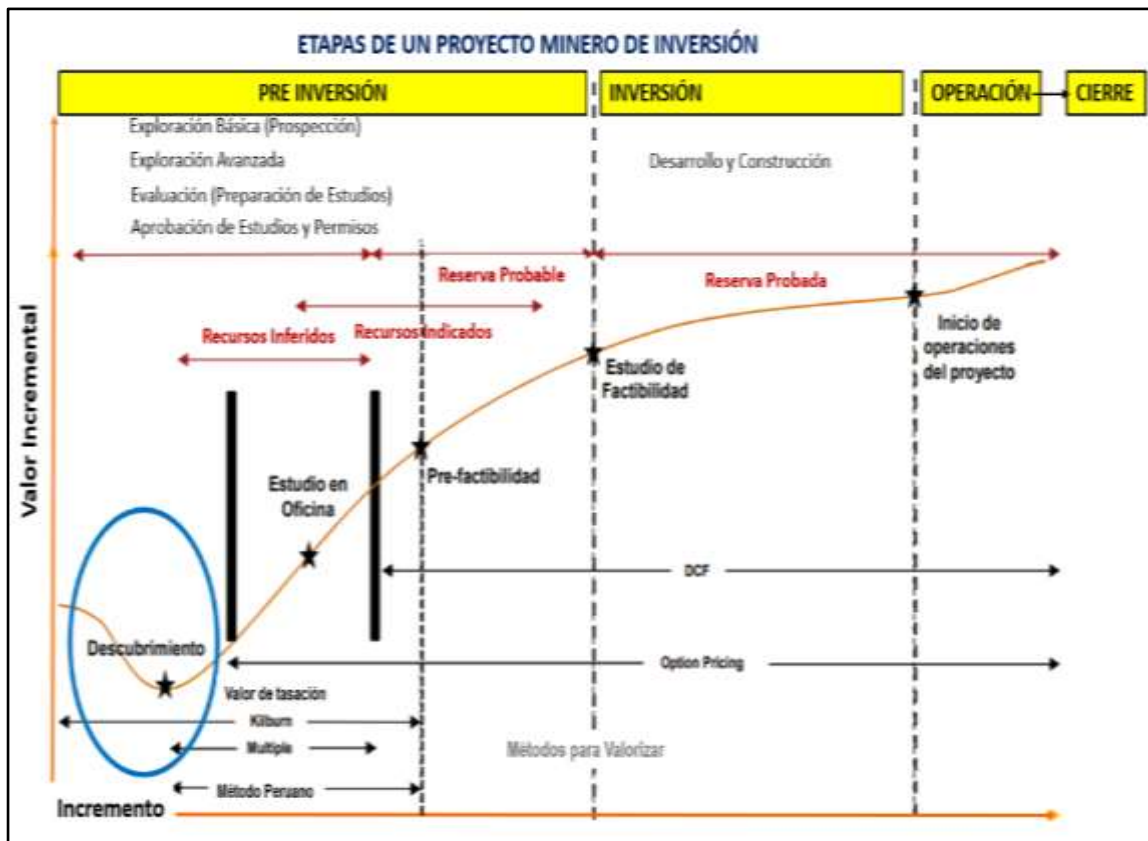 ETAPAS DE UN PROYECTO MINERO DE INVERSIÓN
PRE INVERSIÓN
INVERSIÓN
OPERACIÓN
CIERRE
Exploración Básica (Prospección)
Exploración Avanzada
Evaluación (Preparación de Estudios)
Aprobación de Estudios y Permisos
Desarrollo y Construcción
Reserva Probable
Reserva Probada
Recursos Inferidos
Recursos Indicados
Inicio de
operaciones
del proyecto
Estudio de
Factibilidad
Pre-factibilidad
Estudio en
Oficina
Valor Incremental
DCF
Descubrimiento
Option Pricing
Valor de tasación
Kilburn
Multiple
Métodos para Valorizar
Método Peruano
Incremento